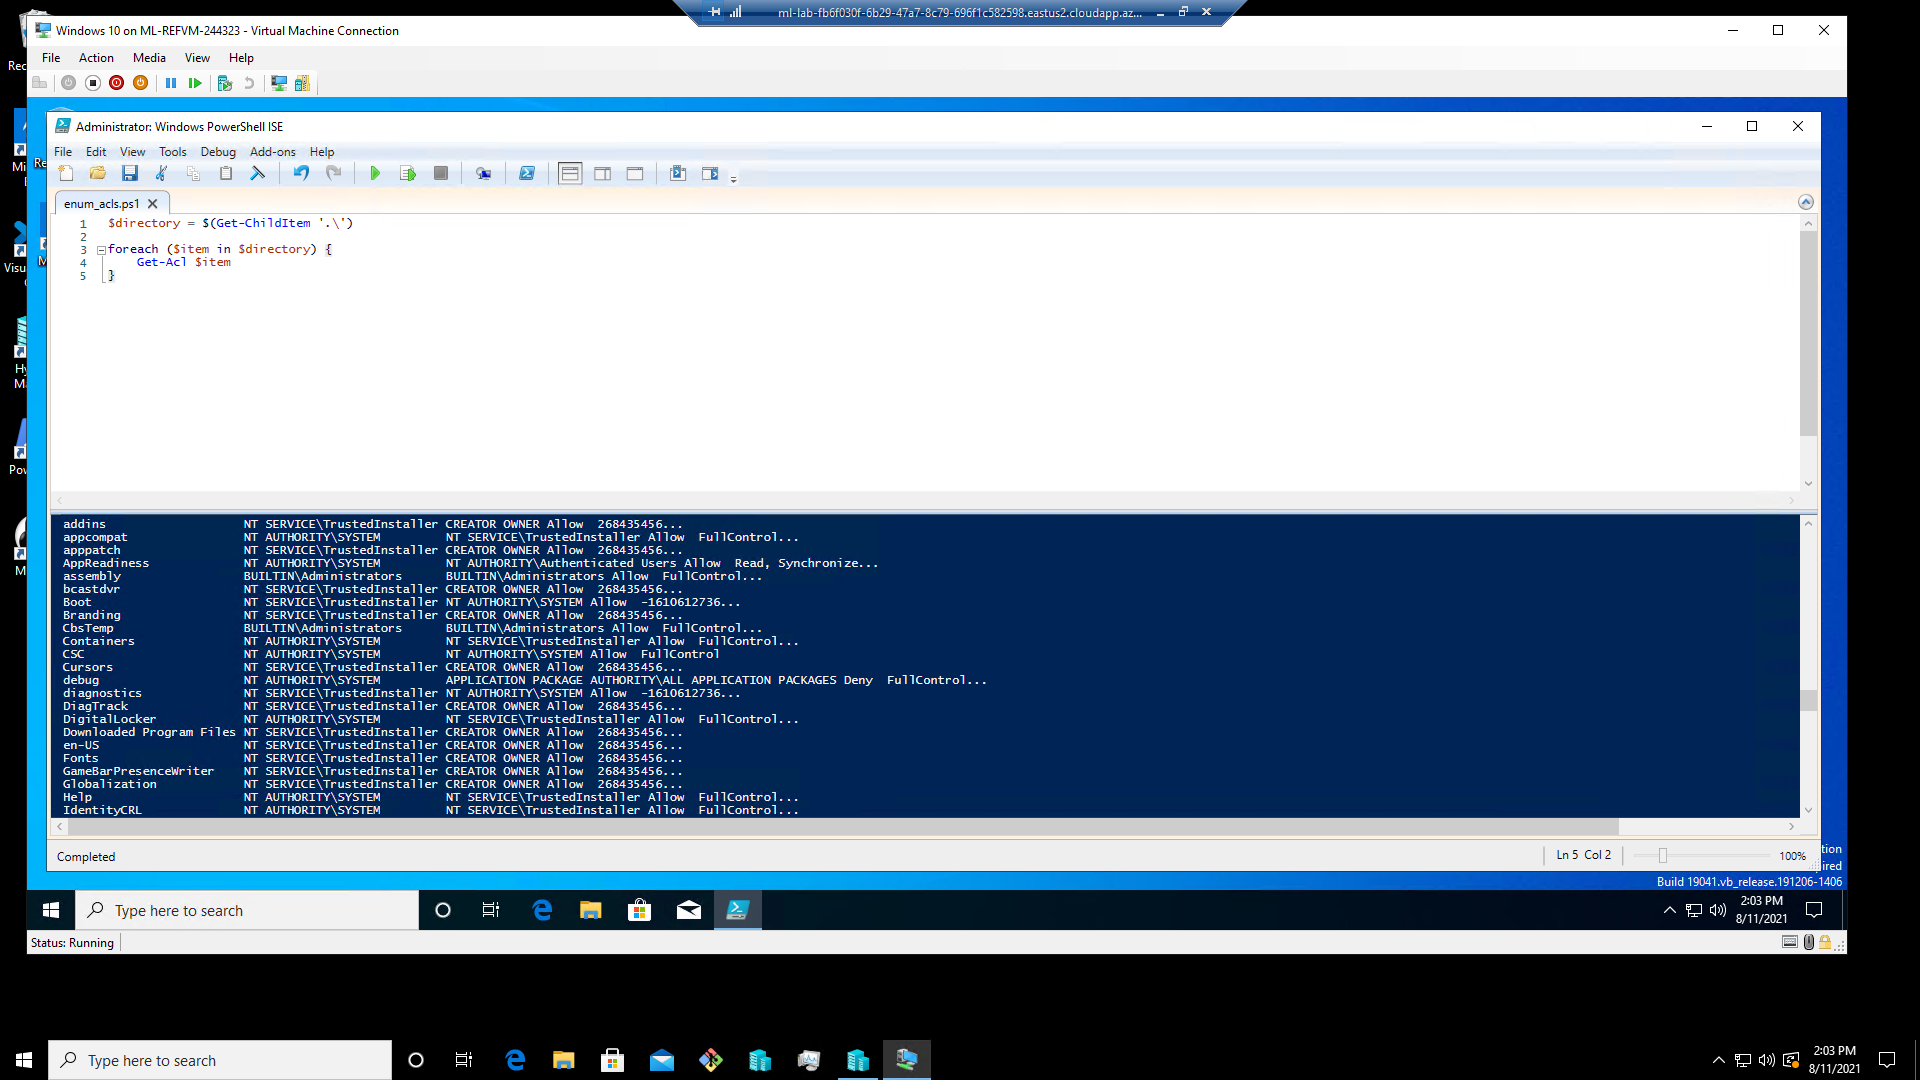 ml-lab-fb6f030f-6b29-47a7-8c79-696f1c582598.eastus2.cloudapp.az...
Windows 10 on ML-REFVM-244323 - Virtual Machine Connection
File Action Media View Help
Administrator: Windows PowerShell ISE
File Edit View Tools Debug Add-ons Help
enum_acls.ps1
1 $directory = $(Get-ChildItem '.\')
2
3 foreach ($item in $directory) {
4 Get-Acl $item
5 }
addins NT SERVICE\TrustedInstaller CREATOR OWNER Allow 268435456...
appcompat NT AUTHORITY\SYSTEM NT SERVICE\TrustedInstaller Allow FullControl...
apppatch NT SERVICE\TrustedInstaller CREATOR OWNER Allow 268435456...
AppReadiness NT AUTHORITY\SYSTEM NT AUTHORITY\Authenticated Users Allow Read, Synchronize...
assembly BUILTIN\Administrators BUILTIN\Administrators Allow FullControl...
bcastdvr NT SERVICE\TrustedInstaller CREATOR OWNER Allow 268435456...
Boot NT SERVICE\TrustedInstaller NT AUTHORITY\SYSTEM Allow -1610612736...
Branding NT SERVICE\TrustedInstaller CREATOR OWNER Allow 268435456...
CbsTemp BUILTIN\Administrators BUILTIN\Administrators Allow FullControl...
Containers NT AUTHORITY\SYSTEM NT SERVICE\TrustedInstaller Allow FullControl...
CSC NT AUTHORITY\SYSTEM NT AUTHORITY\SYSTEM Allow FullControl
Cursors NT SERVICE\TrustedInstaller CREATOR OWNER Allow 268435456...
debug NT AUTHORITY\SYSTEM APPLICATION PACKAGE AUTHORITY\ALL APPLICATION PACKAGES Deny FullControl...
diagnostics NT SERVICE\TrustedInstaller NT AUTHORITY\SYSTEM Allow -1610612736...
DiagTrack NT SERVICE\TrustedInstaller CREATOR OWNER Allow 268435456...
DigitalLocker NT AUTHORITY\SYSTEM NT SERVICE\TrustedInstaller Allow FullControl...
Downloaded Program Files NT SERVICE\TrustedInstaller CREATOR OWNER Allow 268435456...
en-US NT SERVICE\TrustedInstaller CREATOR OWNER Allow 268435456...
Fonts NT SERVICE\TrustedInstaller CREATOR OWNER Allow 268435456...
GameBarPresenceWriter NT SERVICE\TrustedInstaller CREATOR OWNER Allow 268435456...
Globalization NT SERVICE\TrustedInstaller CREATOR OWNER Allow 268435456...
Help NT AUTHORITY\SYSTEM NT SERVICE\TrustedInstaller Allow FullControl...
IdentityCRL NT AUTHORITY\SYSTEM NT SERVICE\TrustedInstaller Allow FullControl...
Completed Ln 5 Col 2 100%
Build 19041.vb_release.191206-1406
Type here to search
2:03 PM
8/11/2021
Status: Running
Type here to search
2:03 PM
8/11/2021